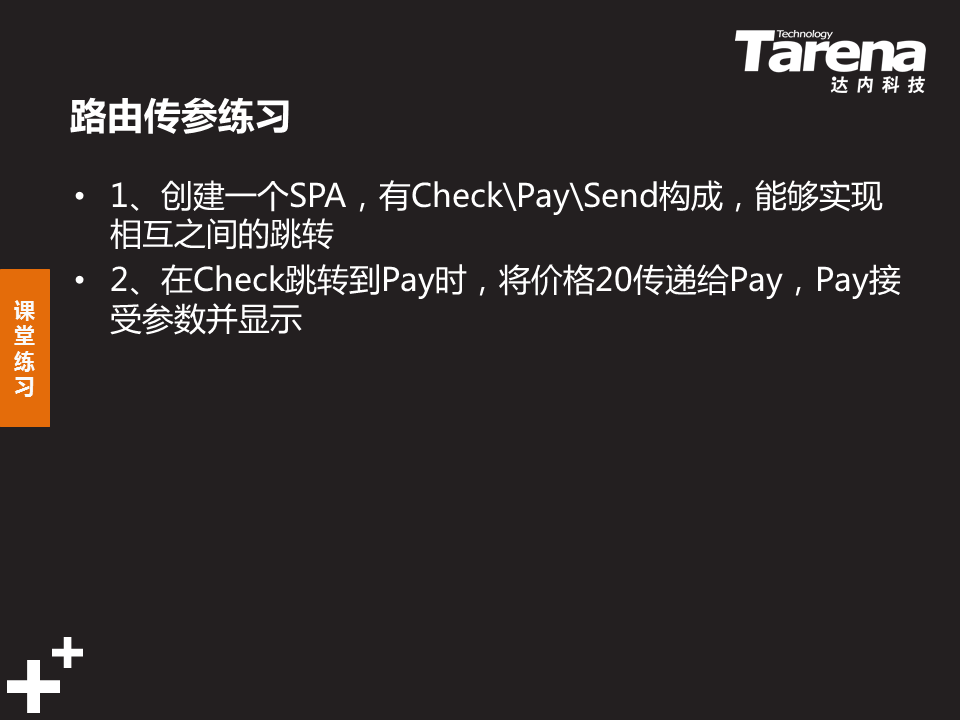 Technology
Tarena
达内科技
路由传参练习
• 1、创建一个SPA，有Check\Pay\Send构成，能够实现
相互之间的跳转
• 2、在Check跳转到Pay时，将价格20传递给Pay，Pay接
受参数并显示
课
堂
练
习